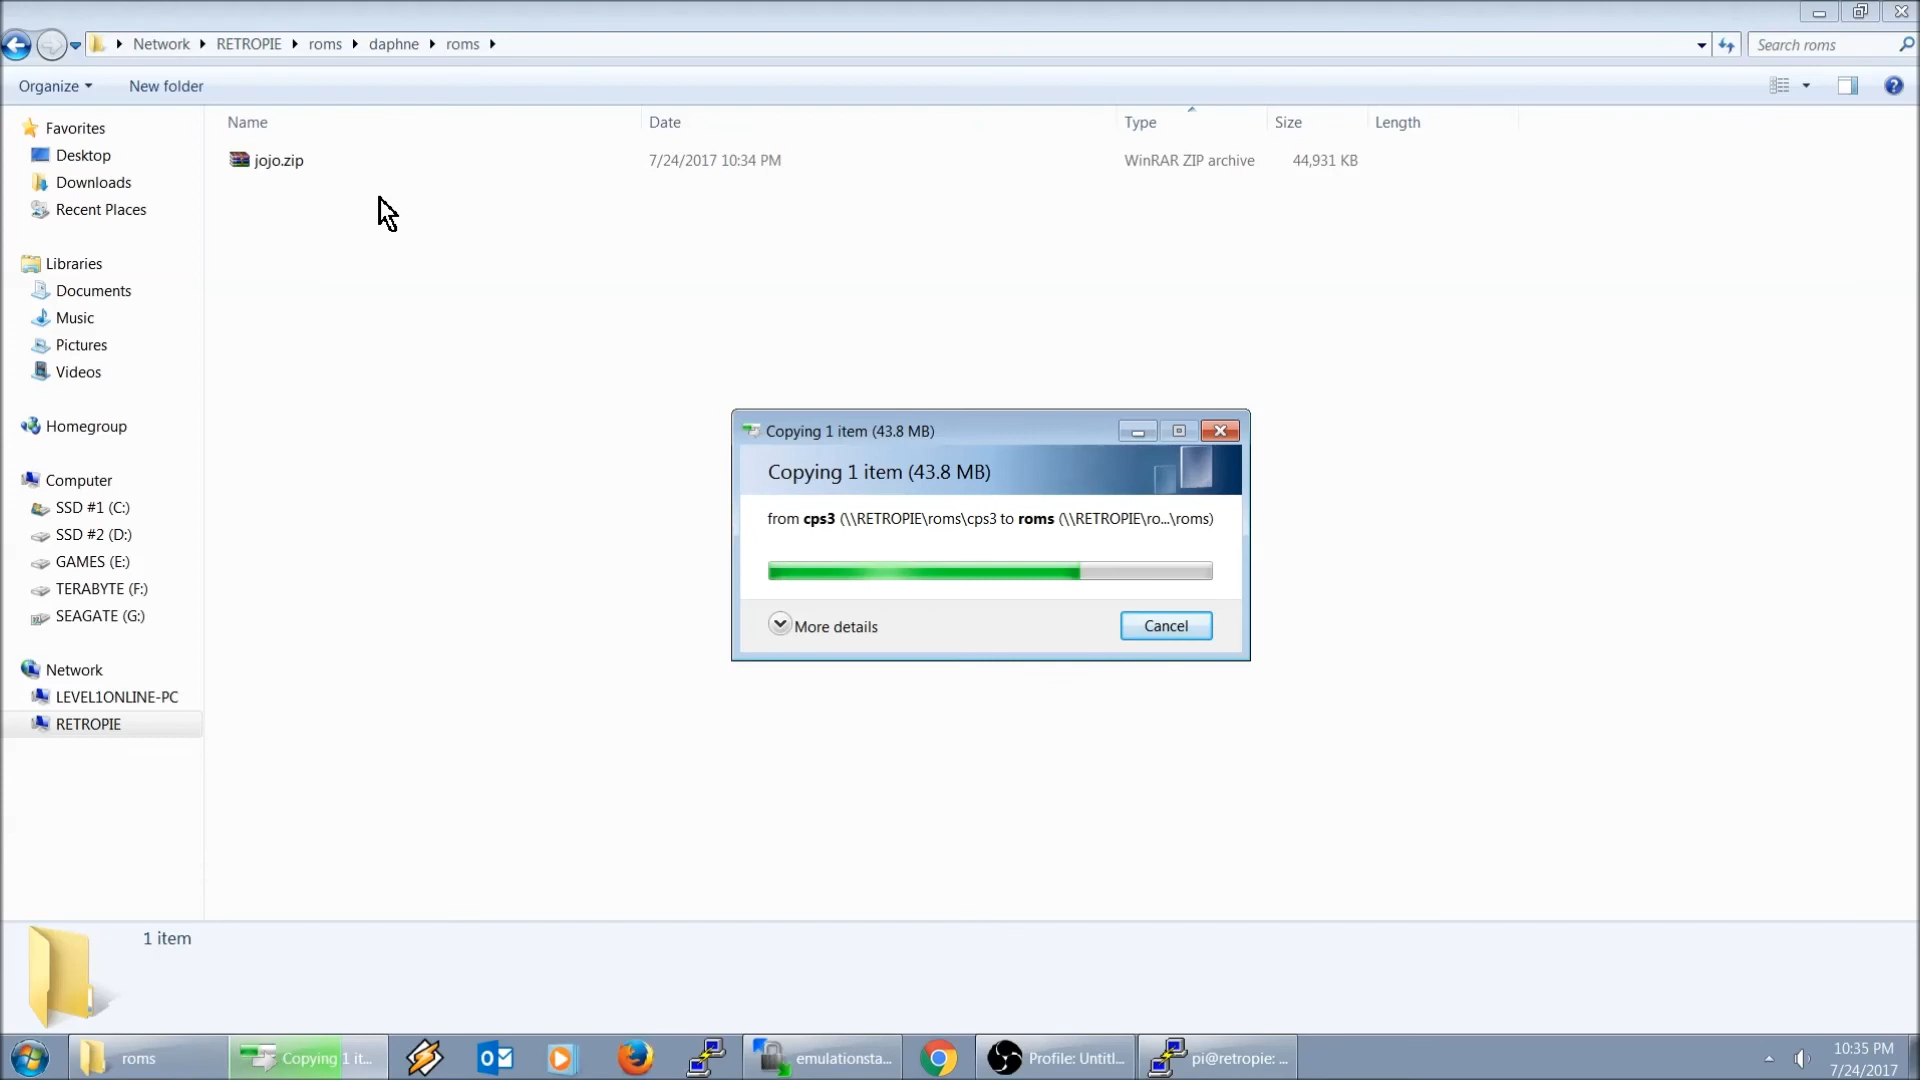 Network RETROPIE roms daphne roms
Search roms
Organize New folder
Name Date Type Size Length
jojo.zip 7/24/2017 10:34 PM WinRAR ZIP archive 44,931 KB
Favorites
Desktop
Downloads
Recent Places
Libraries
Documents
Music
Pictures
Videos
Homegroup
Computer
SSD #1 (C:)
SSD #2 (D:)
GAMES (E:)
TERABYTE (F:)
SEAGATE (G:)
Network
LEVEL1ONLINE-PC
RETROPIE
Copying 1 item (43.8 MB)
Copying 1 item (43.8 MB)
from cps3 (\\RETROPIE\roms\cps3 to roms (\\RETROPIE\ro...\roms)
More details
Cancel
1 item
roms
Copying 1 it...
emulationsta...
Profile: Untitl...
pi@retropie: ...
10:35 PM
7/24/2017